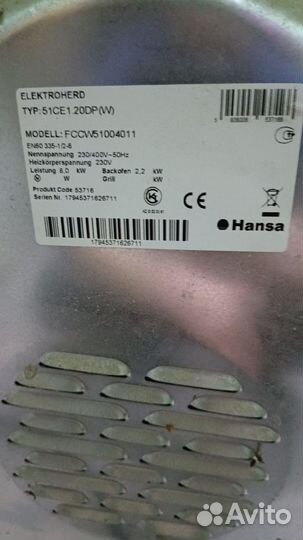 ELEKTROHERD
TYP: 51CE1.20DP(W)
MODELL: FCCW51004011
EN60 335-1/2-6
Nennspannung 230/400V~50Hz
Heizkörperspannung 230V
Leistung 8,0 kW Backofen 2,2 kW
W Grill kW
Produkt Code 53716
Serien Nr. 17945371626711
17945371626711
Hansa
Avito